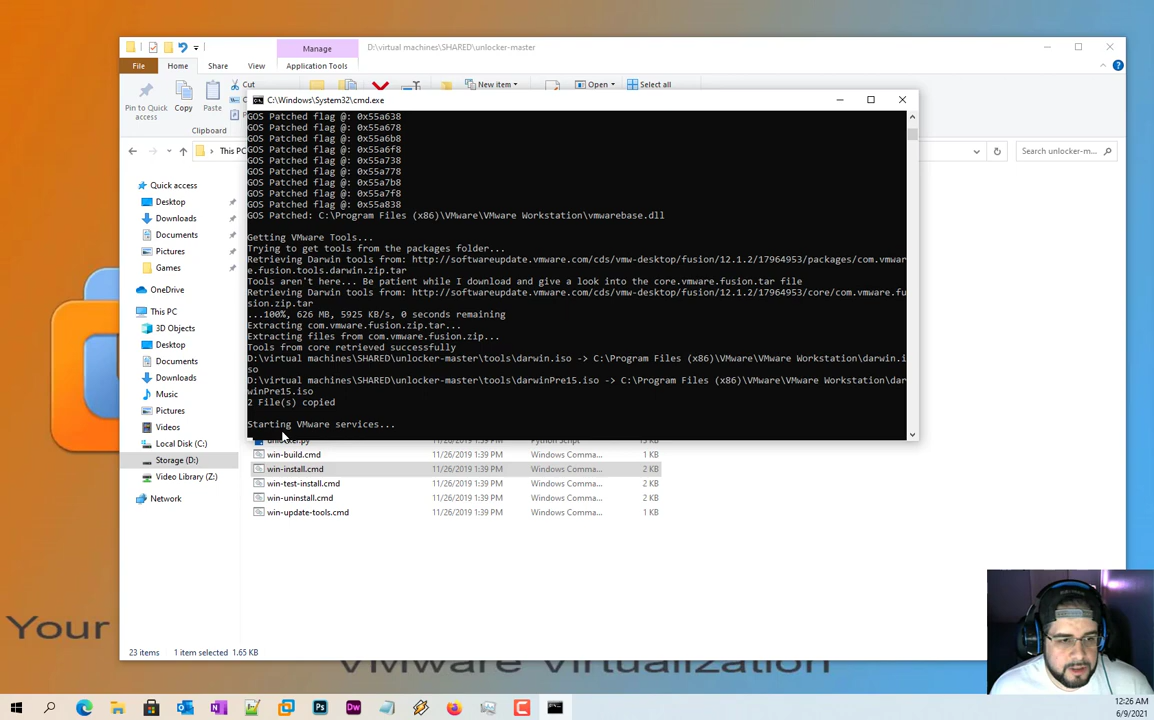 Manage
D:\virtual machines\SHARED\unlocker-master
File
Home
Share
View
Application Tools
Pin to Quick
access
Copy
Paste
Cut
New item
Open
Select all
Clipboard
C:\Windows\System32\cmd.exe
GOS Patched flag @: 0x55a638
GOS Patched flag @: 0x55a678
GOS Patched flag @: 0x55a6b8
GOS Patched flag @: 0x55a6f8
GOS Patched flag @: 0x55a738
GOS Patched flag @: 0x55a778
GOS Patched flag @: 0x55a7b8
GOS Patched flag @: 0x55a7f8
GOS Patched flag @: 0x55a838
GOS Patched: C:\Program Files (x86)\VMware\VMware Workstation\vmwarebase.dll
Getting VMware Tools...
Trying to get tools from the packages folder...
Retrieving Darwin tools from: http://softwareupdate.vmware.com/cds/vmw-desktop/fusion/12.1.2/17964953/packages/com.vmwar
e.fusion.tools.darwin.zip.tar
Tools aren't here... Be patient while I download and give a look into the core.vmware.fusion.tar file
Retrieving Darwin tools from: http://softwareupdate.vmware.com/cds/vmw-desktop/fusion/12.1.2/17964953/core/com.vmware.fu
sion.zip.tar
...100%, 626 MB, 5925 KB/s, 0 seconds remaining
Extracting com.vmware.fusion.zip.tar...
Extracting files from com.vmware.fusion.zip...
Tools from core retrieved successfully
D:\virtual machines\SHARED\unlocker-master\tools\darwin.iso -> C:\Program Files (x86)\VMware\VMware Workstation\darwin.i
so
D:\virtual machines\SHARED\unlocker-master\tools\darwinPre15.iso -> C:\Program Files (x86)\VMware\VMware Workstation\dar
winPre15.iso
2 File(s) copied
Starting VMware services...
This PC
Search unlocker-m...
Quick access
Desktop
Downloads
Documents
Pictures
Games
OneDrive
This PC
3D Objects
Desktop
Documents
Downloads
Music
Pictures
Videos
Local Disk (C:)
Storage (D:)
Video Library (Z:)
Network
win-build.cmd 11/26/2019 1:39 PM Windows Comma... 1 KB
win-install.cmd 11/26/2019 1:39 PM Windows Comma... 2 KB
win-test-install.cmd 11/26/2019 1:39 PM Windows Comma... 2 KB
win-uninstall.cmd 11/26/2019 1:39 PM Windows Comma... 2 KB
win-update-tools.cmd 11/26/2019 1:39 PM Windows Comma... 1 KB
23 items 1 item selected 1.65 KB
Your
VMware Virtualization
12:26 AM
6/9/2021